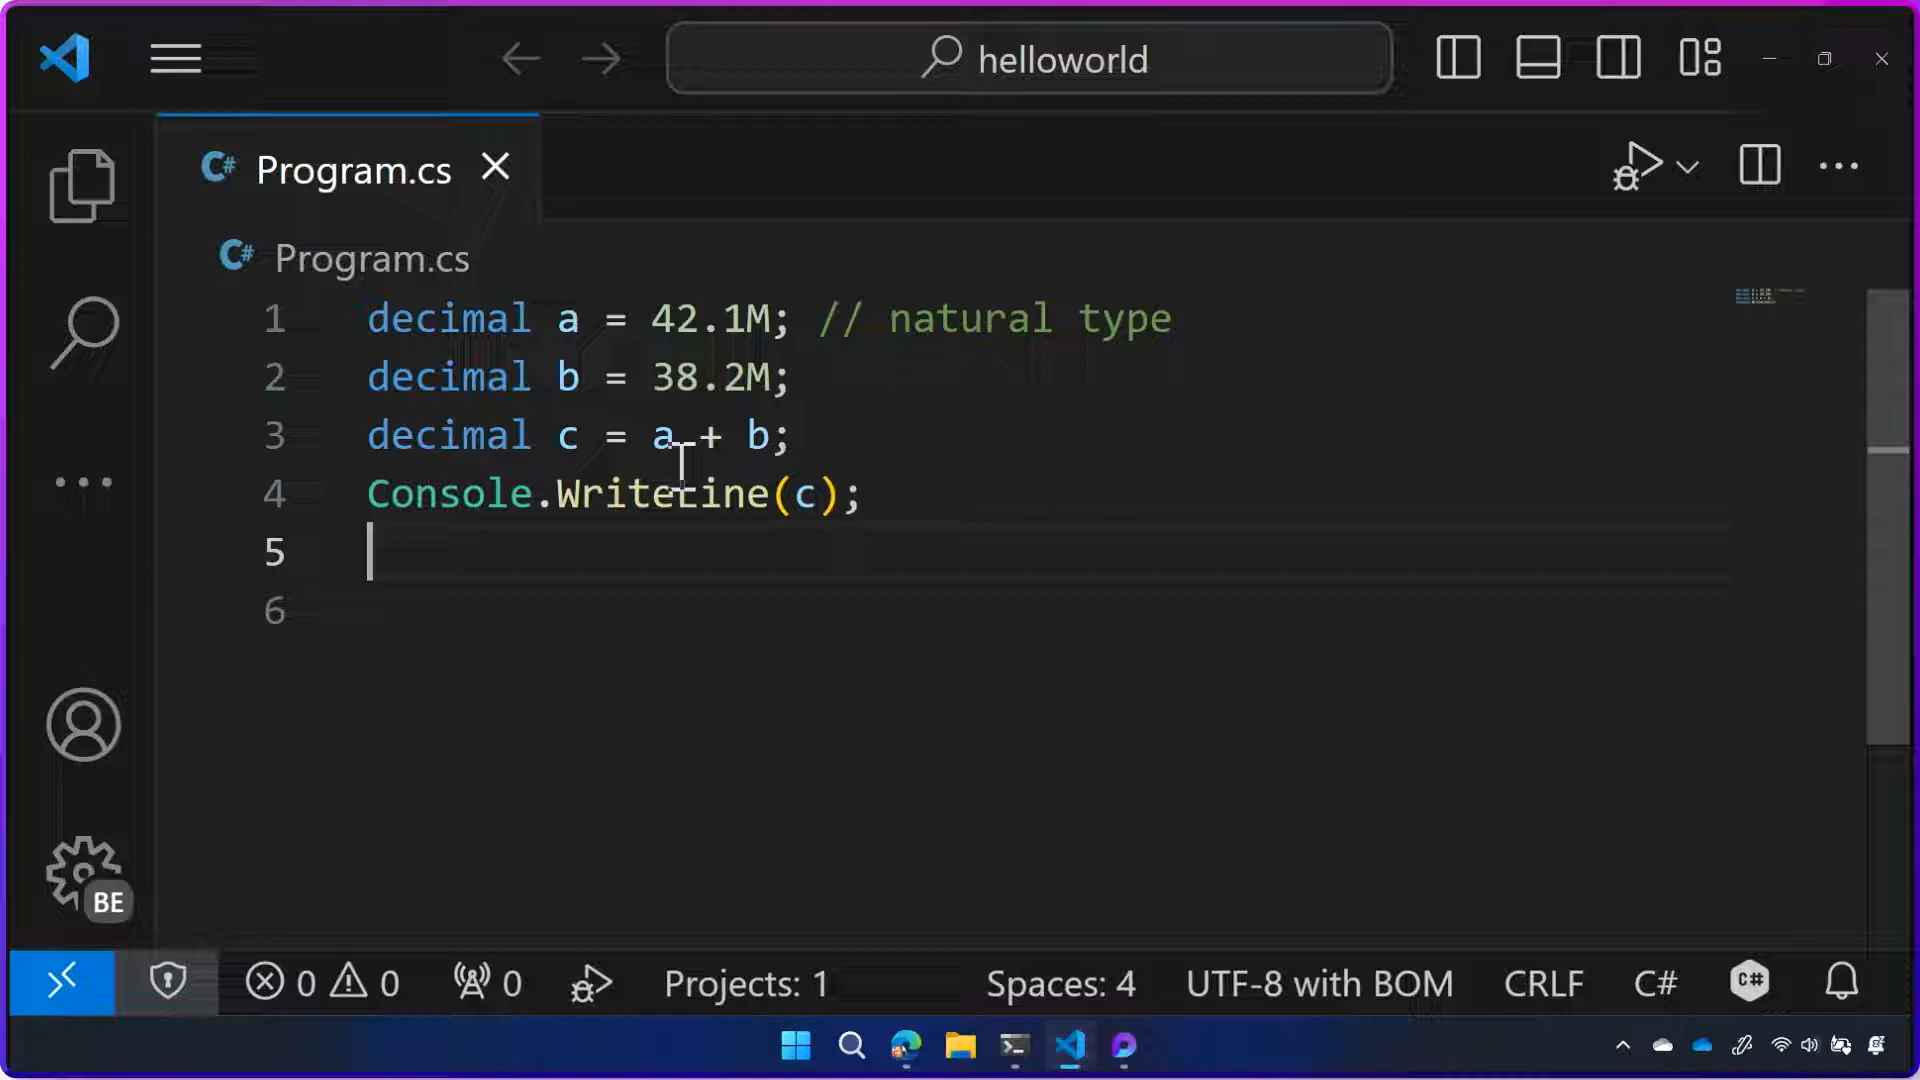 helloworld
C# Program.cs
C# Program.cs
1 decimal a = 42.1M; // natural type
2 decimal b = 38.2M;
3 decimal c = a + b;
4 Console.WriteLine(c);
5
6
BE
0 0 0 Projects: 1 Spaces: 4 UTF-8 with BOM CRLF C# C#